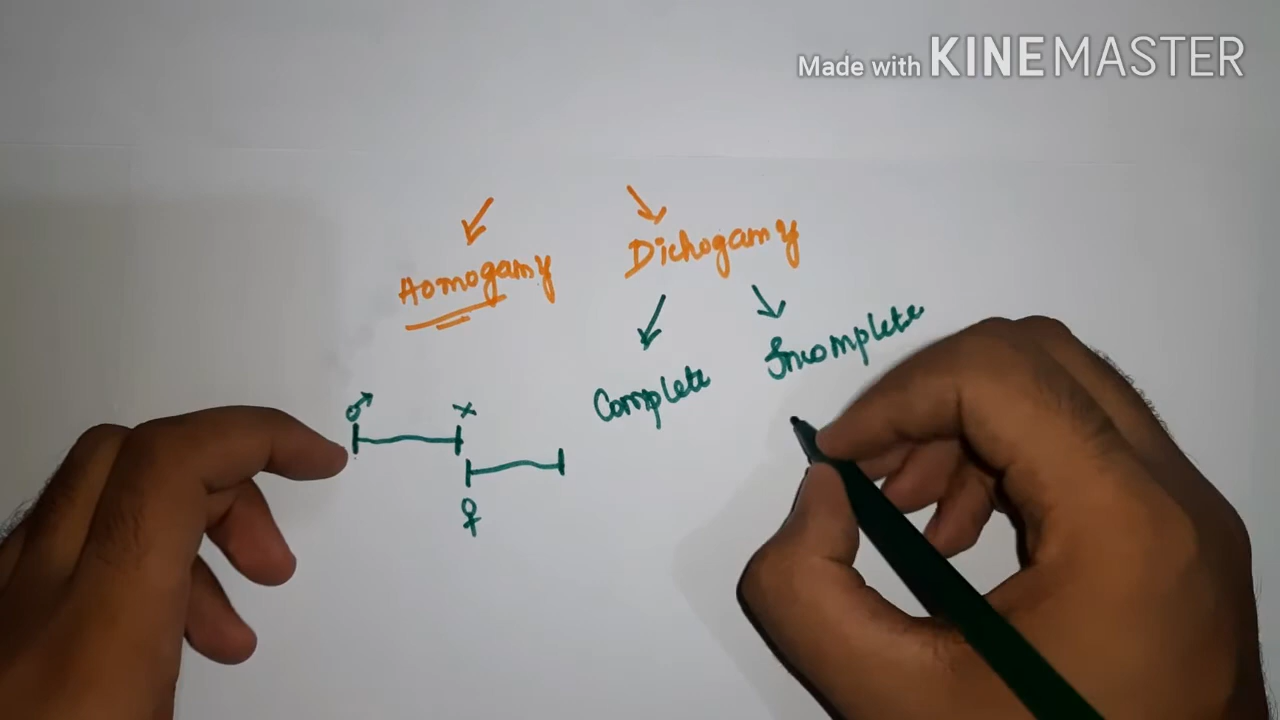 Made with KINEMASTER
Homogamy Dichogamy
Complete Incomplete
♂ x
♀